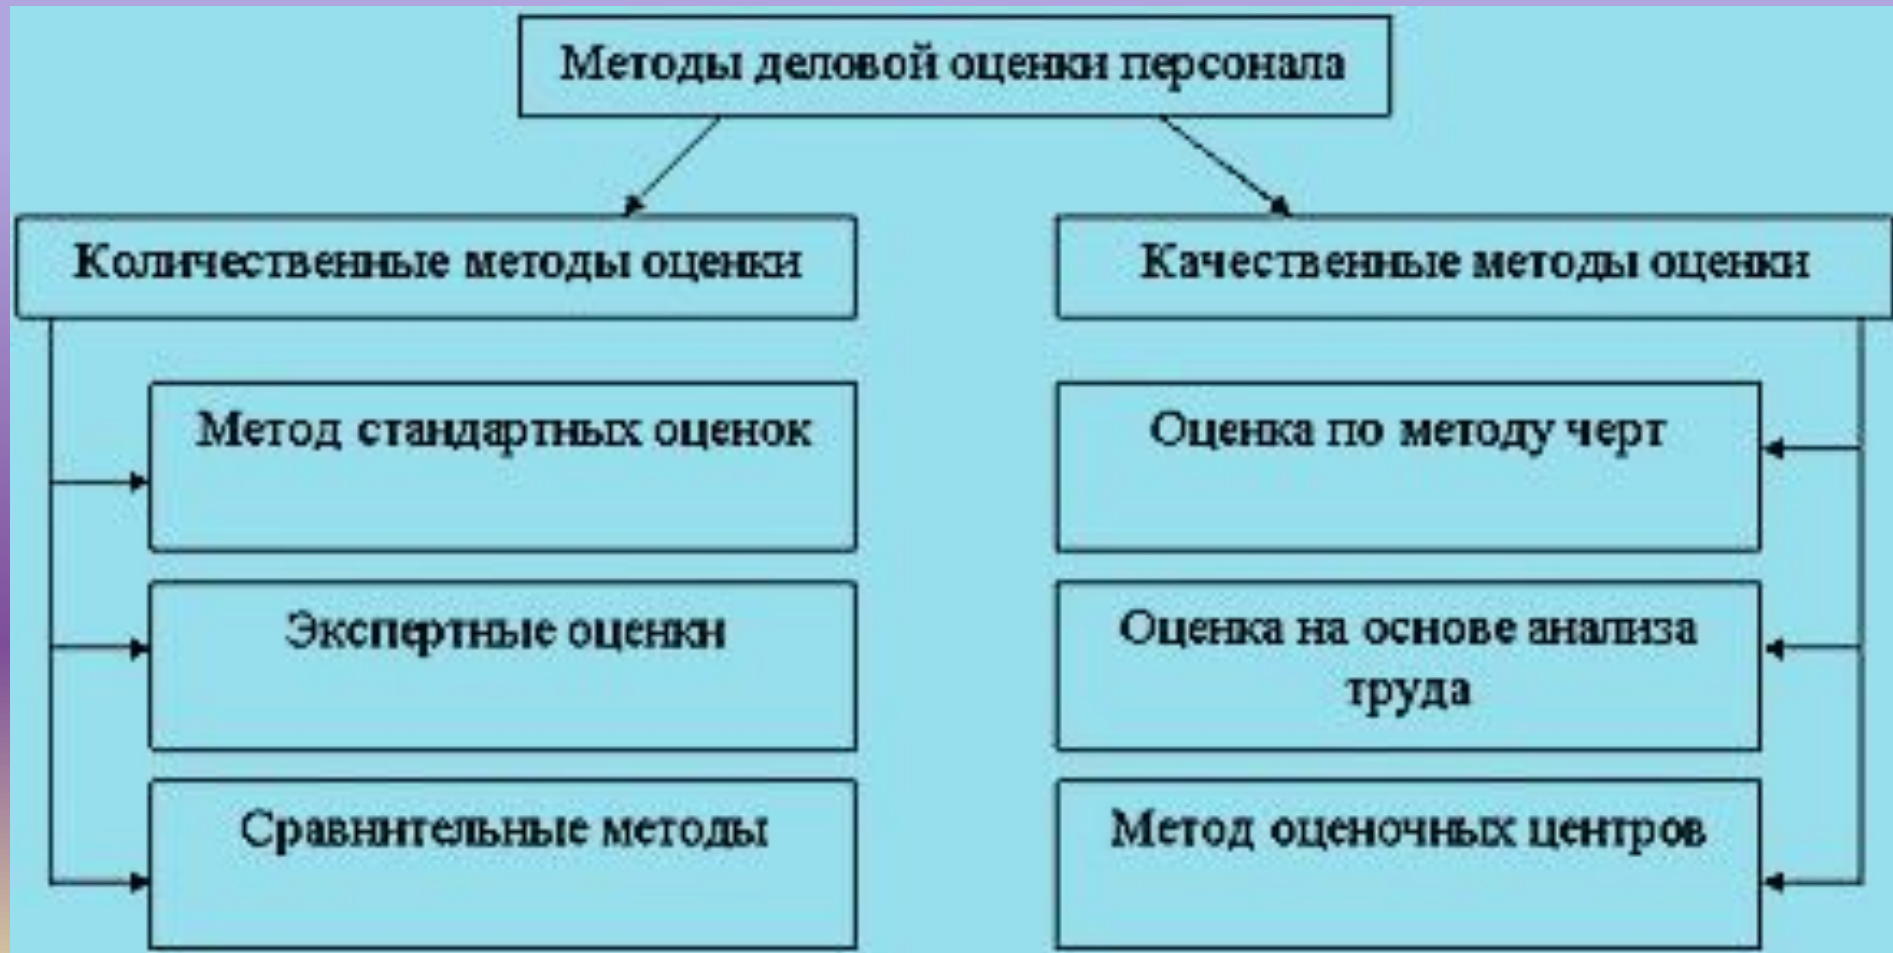 Методы деловой оценки персонала
Количественные методы оценки
Качественные методы оценки
Метод стандартных оценок
Оценка по методу черт
Экспертные оценки
Оценка на основе анализа
труда
Сравнительные методы
Метод оценочных центров